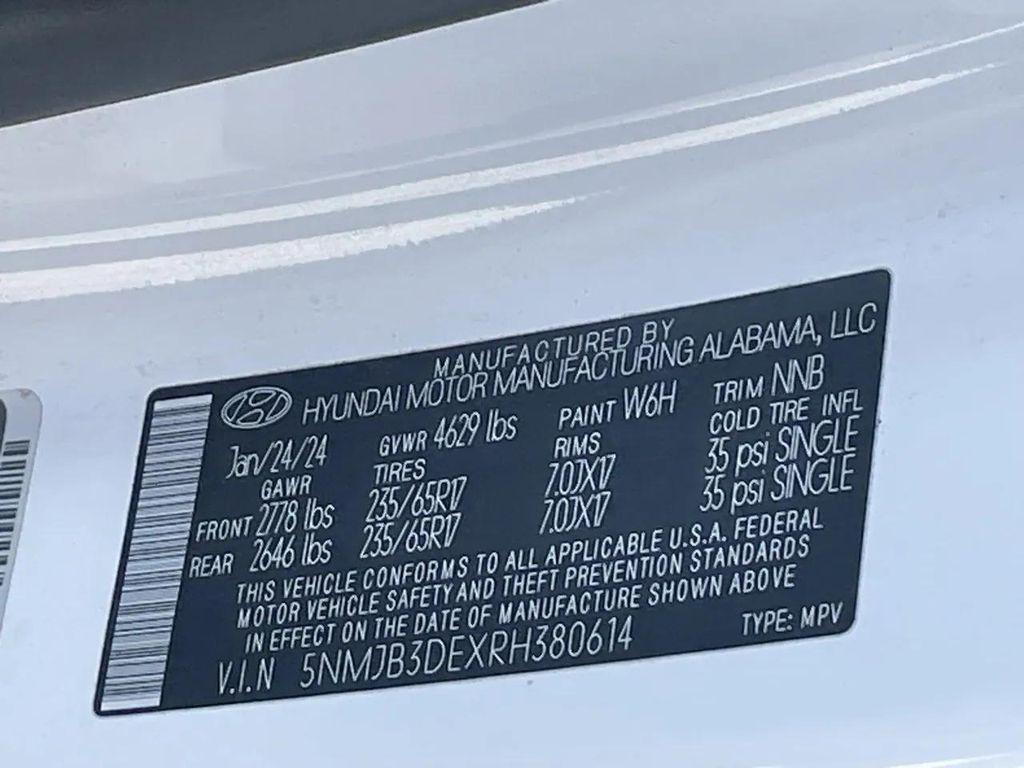 MANUFACTURED BY
HYUNDAI MOTOR MANUFACTURING ALABAMA, LLC
Jan/24/24 GVWR 4629 lbs PAINT W6H TRIM NNB
GAWR TIRES RIMS COLD TIRE INFL
FRONT 2778 lbs 235/65R17 7.0JX17 35 psi SINGLE
REAR 2646 lbs 235/65R17 7.0JX17 35 psi SINGLE
THIS VEHICLE CONFORMS TO ALL APPLICABLE U.S.A. FEDERAL
MOTOR VEHICLE SAFETY AND THEFT PREVENTION STANDARDS
IN EFFECT ON THE DATE OF MANUFACTURE SHOWN ABOVE
V.I.N 5NMJB3DEXRH380614 TYPE: MPV